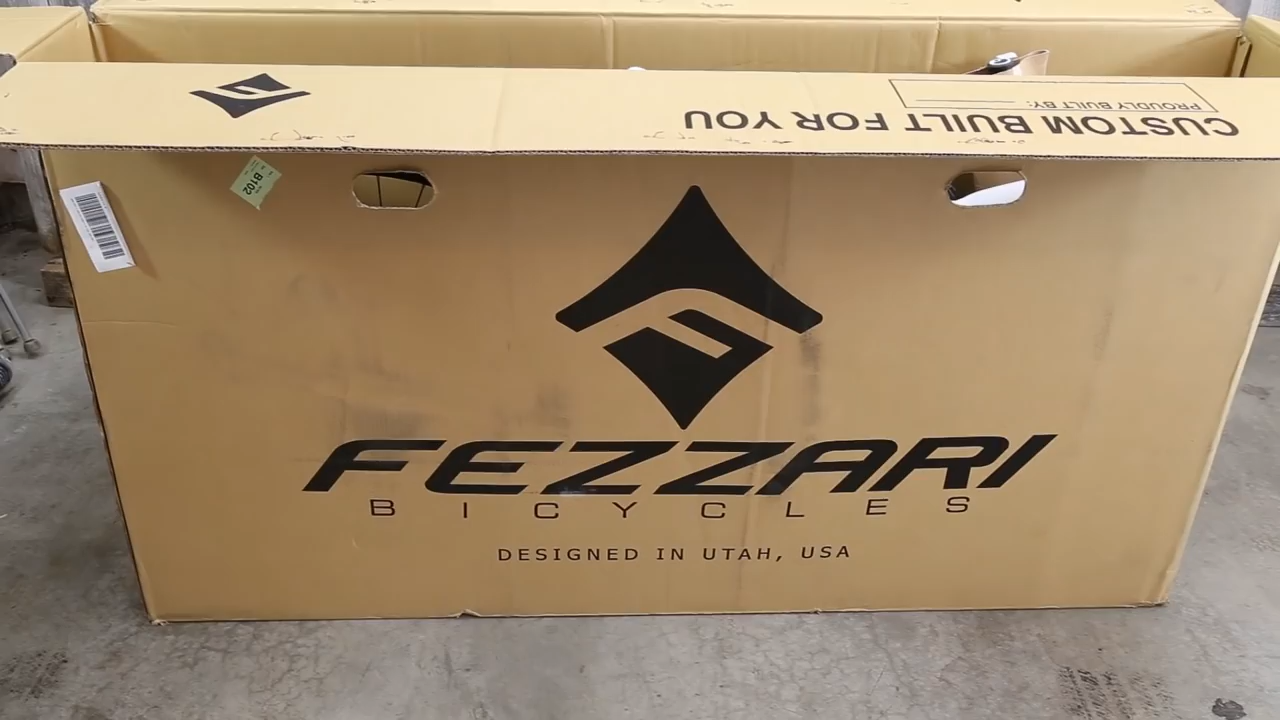 CUSTOM BUILT FOR YOU
PROUDLY BUILT BY:
B102
FEZZARI
BICYCLES
DESIGNED IN UTAH, USA